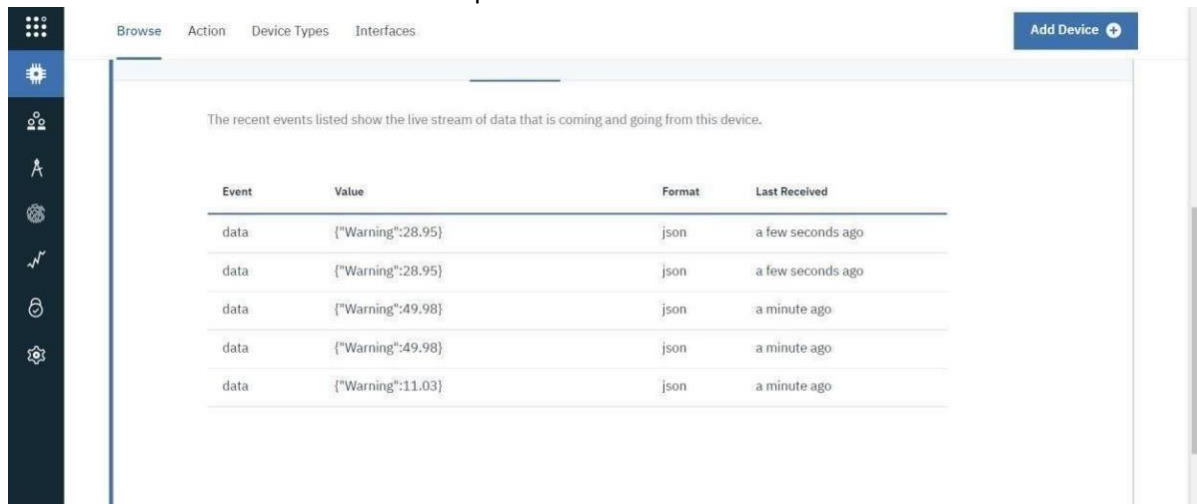 Browse Action Device Types Interfaces Add Device
The recent events listed show the live stream of data that is coming and going from this device.
Event Value Format Last Received
data {"Warning":28.95} json a few seconds ago
data {"Warning":28.95} json a few seconds ago
data {"Warning":49.98} json a minute ago
data {"Warning":49.98} json a minute ago
data {"Warning":11.03} json a minute ago